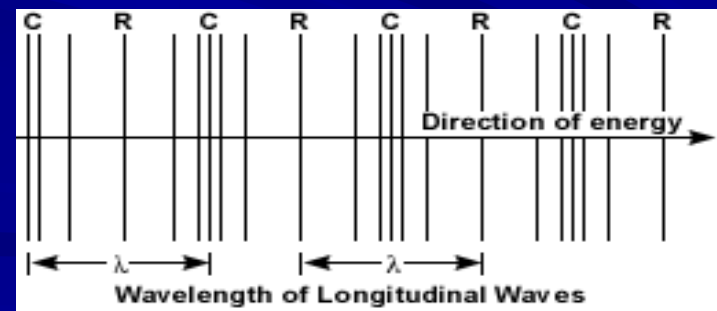 C R C R C R C R
Direction of energy
λ λ
Wavelength of Longitudinal Waves